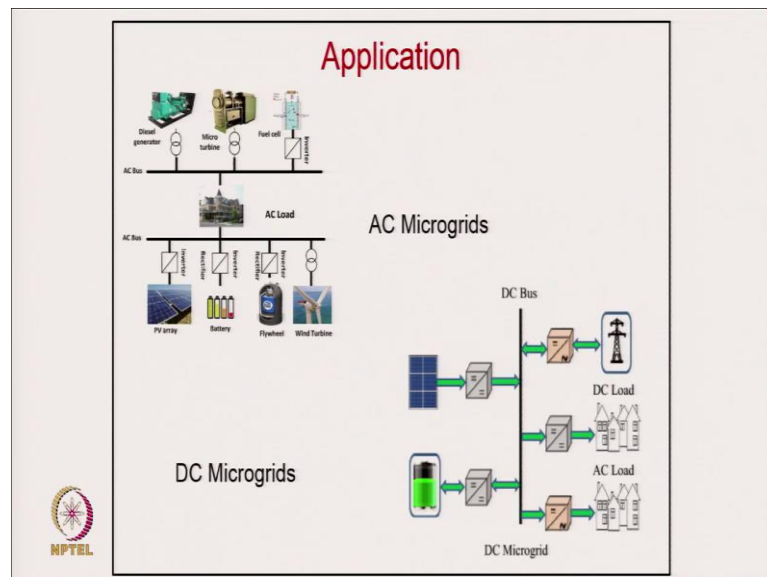 Application
Diesel
generator
Micro
turbine
Fuel cell
Inverter
AC Bus
AC Load
AC Bus
Inverter
Rectifier
Inverter
Rectifier
Inverter
PV array
Battery
Flywheel
Wind Turbine
AC Microgrids
DC Bus
DC Load
AC Load
DC Microgrid
DC Microgrids
NPTEL